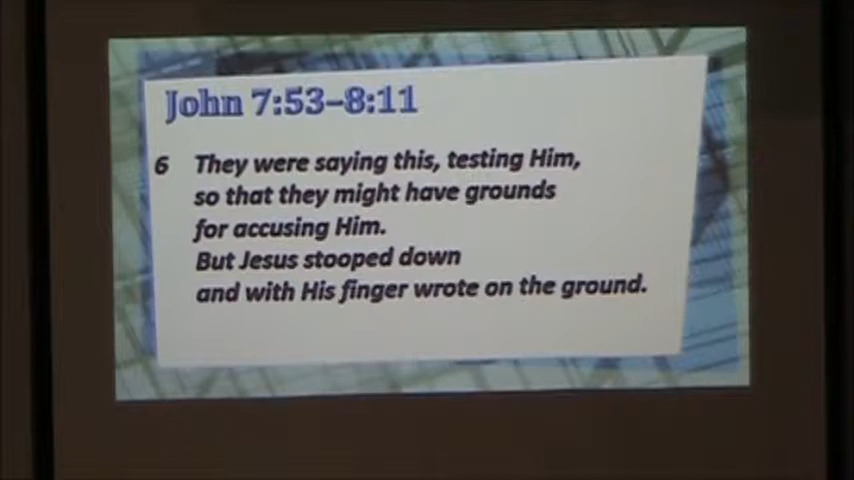 John 7:53–8:11
6 They were saying this, testing Him,
so that they might have grounds
for accusing Him.
But Jesus stooped down
and with His finger wrote on the ground.